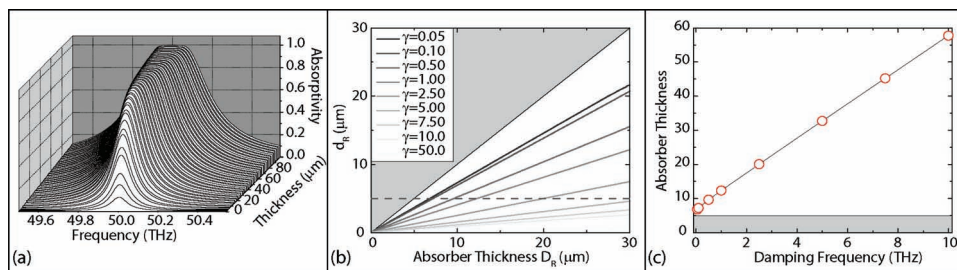 1.0
0.8
0.6
0.4
0.2
0.0
Absorptivity
80
60
40
20
0
Thickness (μm)
49.6 49.8 50.0 50.2 50.4
Frequency (THz)
(a)
30
20
10
0
d_R (μm)
γ=0.05
γ=0.10
γ=0.50
γ=1.00
γ=2.50
γ=5.00
γ=7.50
γ=10.0
γ=50.0
0 10 20 30
Absorber Thickness D_R (μm)
(b)
60
50
40
30
20
10
0
Absorber Thickness
0 2 4 6 8 10
Damping Frequency (THz)
(c)